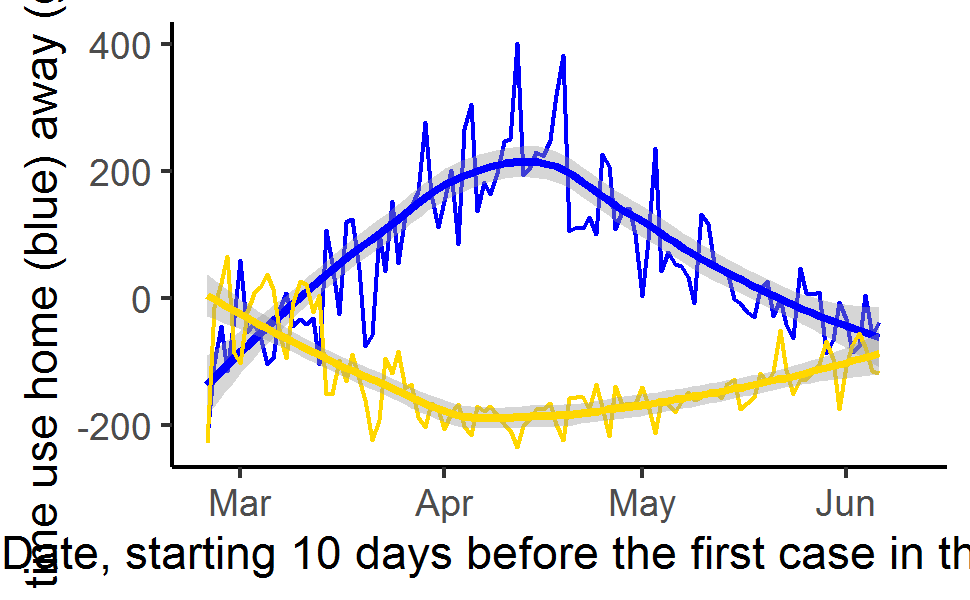 time use home (blue) away (
400
200
0
-200
Mar Apr May Jun
Date, starting 10 days before the first case in th